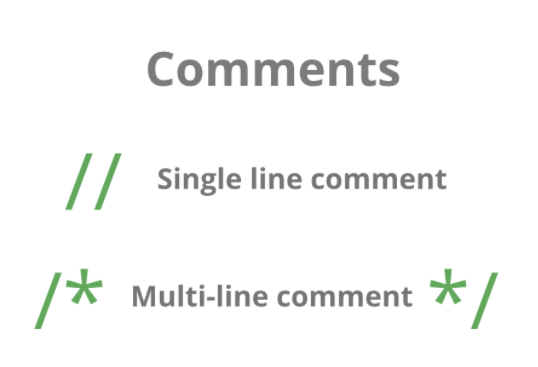 Comments
// Single line comment
/* Multi-line comment */